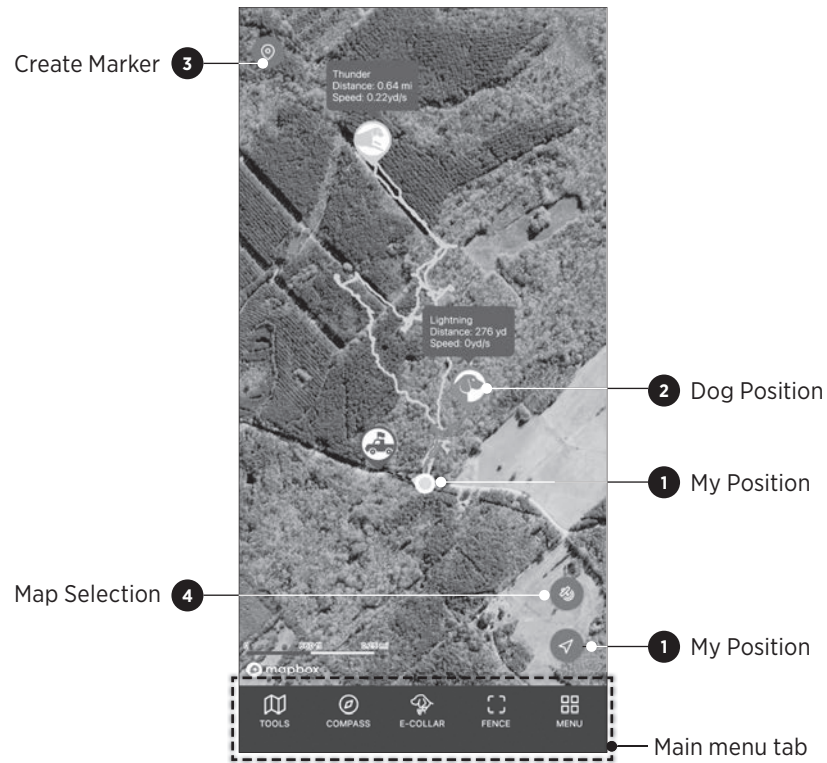 Create Marker 3
Thunder
Distance: 0.64 mi
Speed: 0.22yd/s
Lightning
Distance: 276 yd
Speed: 0yd/s
2 Dog Position
1 My Position
Map Selection 4
1 My Position
mapbox
TOOLS COMPASS E-COLLAR FENCE MENU
Main menu tab